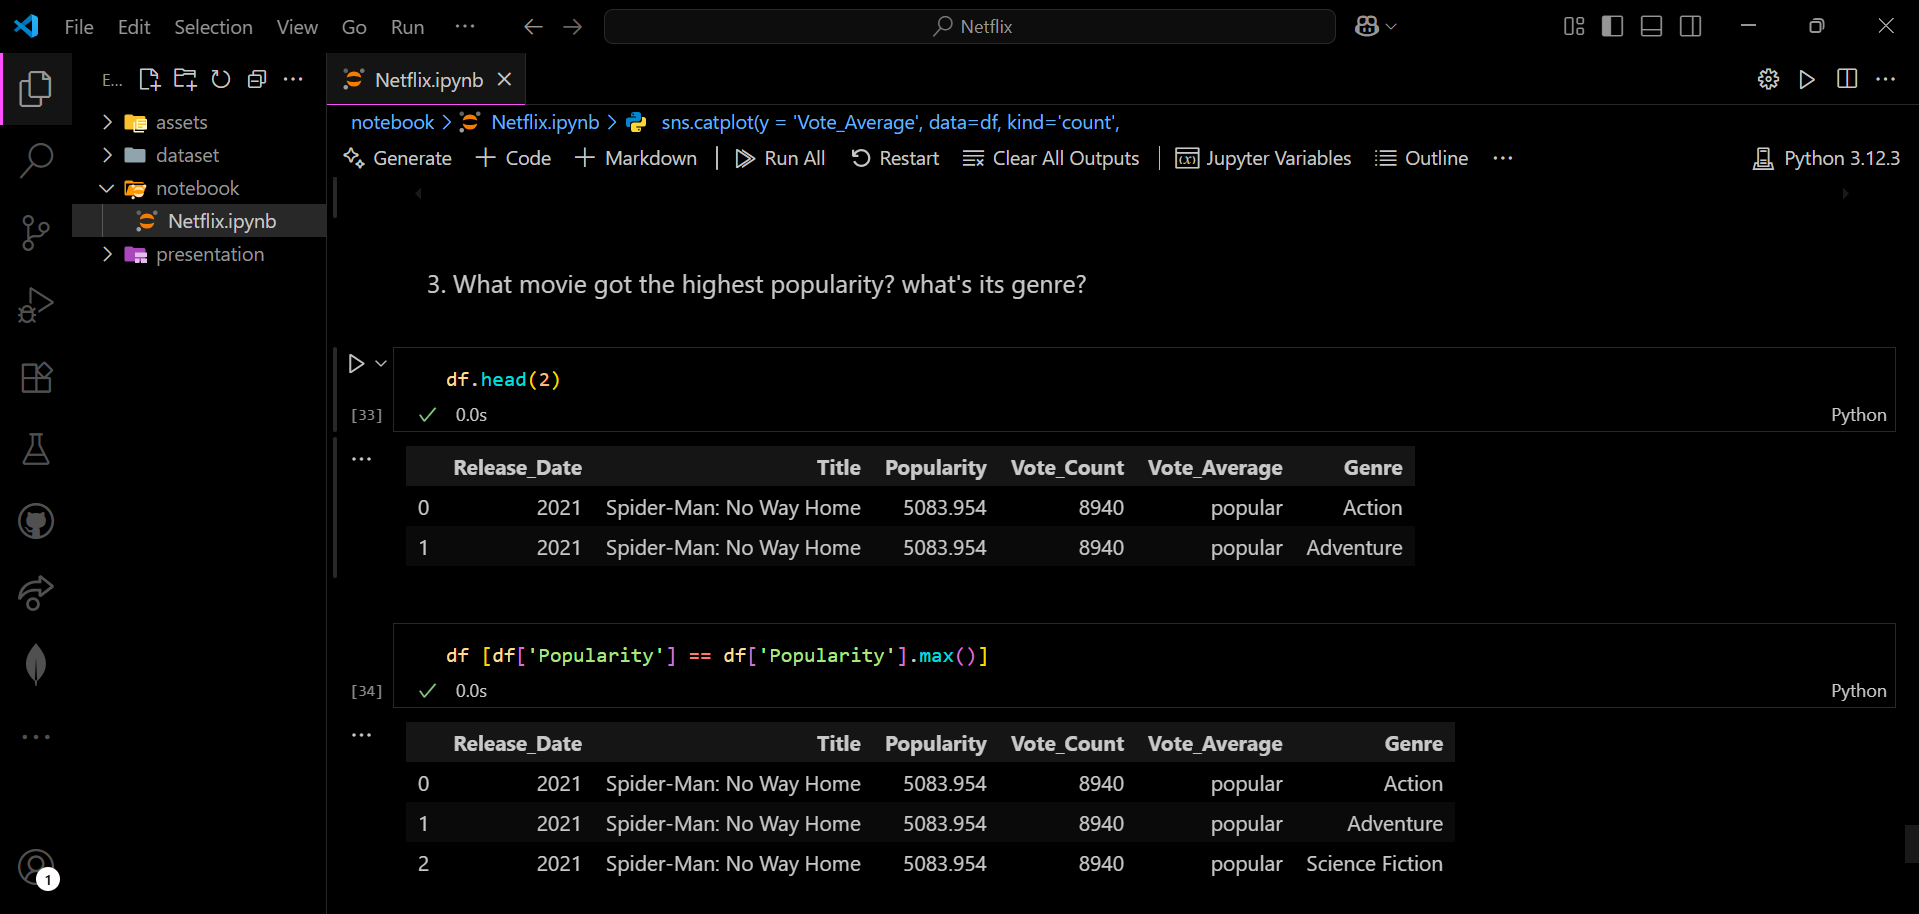 File Edit Selection View Go Run ··· Netflix
E... Netflix.ipynb
assets
dataset
notebook
Netflix.ipynb
presentation
notebook > Netflix.ipynb > sns.catplot(y = 'Vote_Average', data=df, kind='count',
Generate + Code + Markdown | Run All Restart Clear All Outputs | Jupyter Variables Outline ··· Python 3.12.3
3. What movie got the highest popularity? what's its genre?
df.head(2)
[33] ✓ 0.0s Python
Release_Date Title Popularity Vote_Count Vote_Average Genre
0 2021 Spider-Man: No Way Home 5083.954 8940 popular Action
1 2021 Spider-Man: No Way Home 5083.954 8940 popular Adventure
df [df['Popularity'] == df['Popularity'].max()]
[34] ✓ 0.0s Python
Release_Date Title Popularity Vote_Count Vote_Average Genre
0 2021 Spider-Man: No Way Home 5083.954 8940 popular Action
1 2021 Spider-Man: No Way Home 5083.954 8940 popular Adventure
2 2021 Spider-Man: No Way Home 5083.954 8940 popular Science Fiction
1